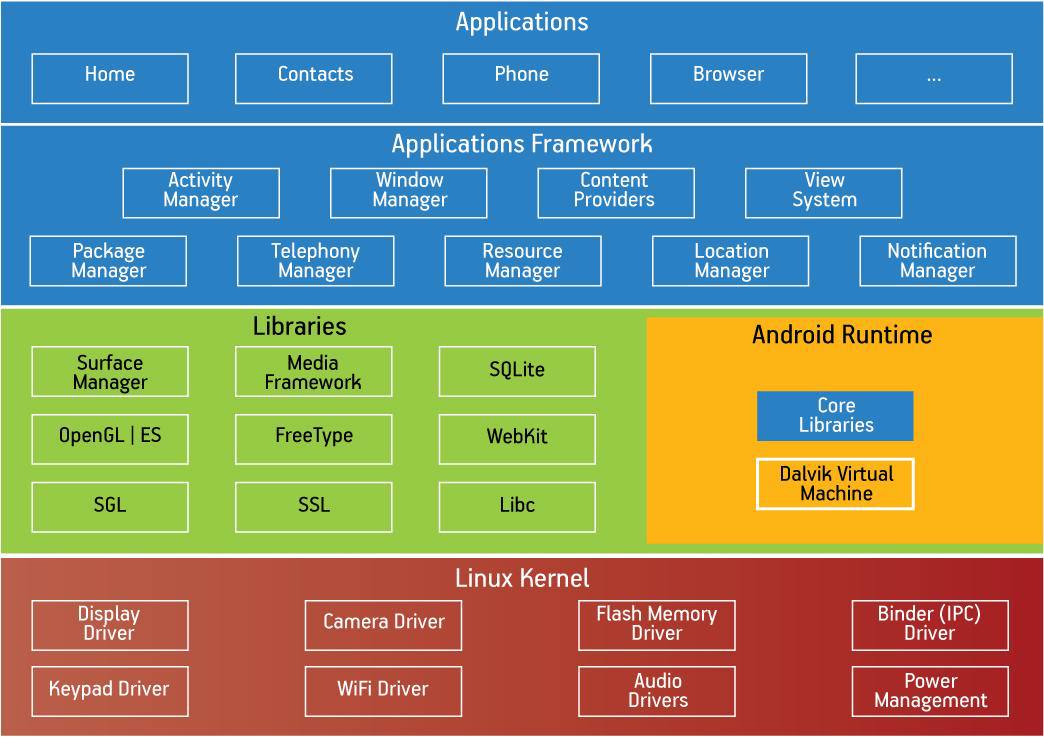 Applications
Home
Contacts
Phone
Browser
...
Applications Framework
Activity
Manager
Window
Manager
Content
Providers
View
System
Package
Manager
Telephony
Manager
Resource
Manager
Location
Manager
Notification
Manager
Libraries
Surface
Manager
Media
Framework
SQLite
OpenGL | ES
FreeType
WebKit
SGL
SSL
Libc
Android Runtime
Core
Libraries
Dalvik Virtual
Machine
Linux Kernel
Display
Driver
Camera Driver
Flash Memory
Driver
Binder (IPC)
Driver
Keypad Driver
WiFi Driver
Audio
Drivers
Power
Management